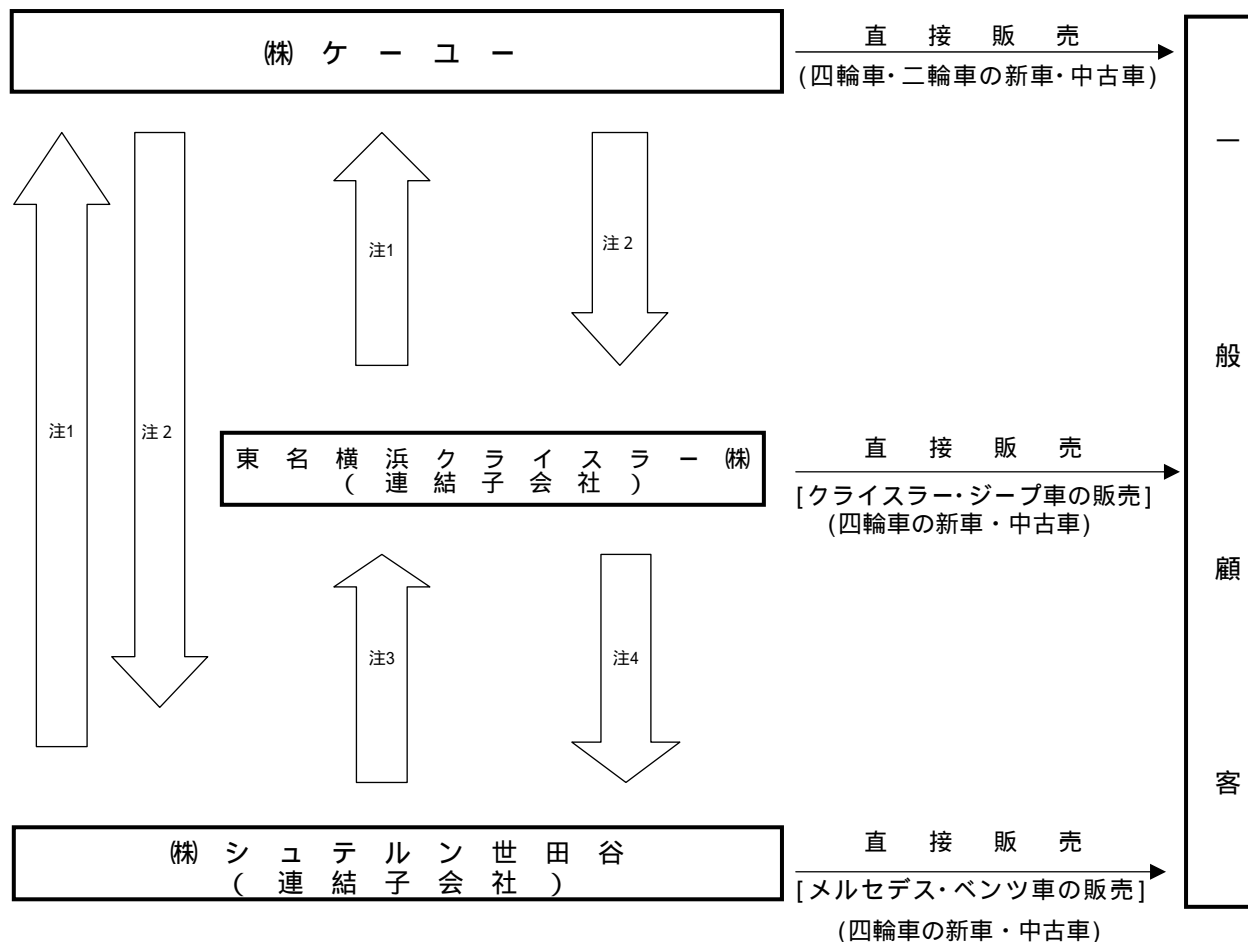 ㈱ケーユー
直接販売
(四輪車・二輪車の新車・中古車)
注1
注2
注1
注2
東名横浜クライスラー㈱
(連結子会社)
直接販売
[クライスラー・ジープ車の販売]
(四輪車の新車・中古車)
注3
注4
㈱シュテルン世田谷
(連結子会社)
直接販売
[メルセデス・ベンツ車の販売]
(四輪車の新車・中古車)
一般顧客